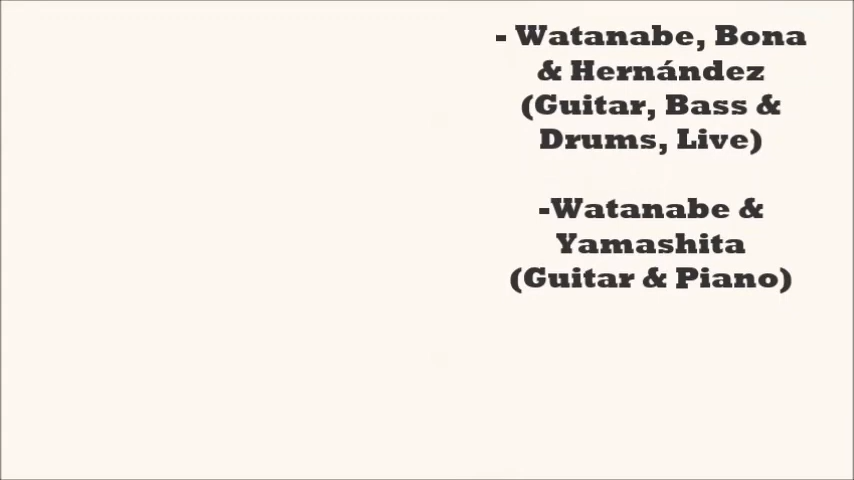 - Watanabe, Bona
& Hernández
(Guitar, Bass &
Drums, Live)
-Watanabe &
Yamashita
(Guitar & Piano)